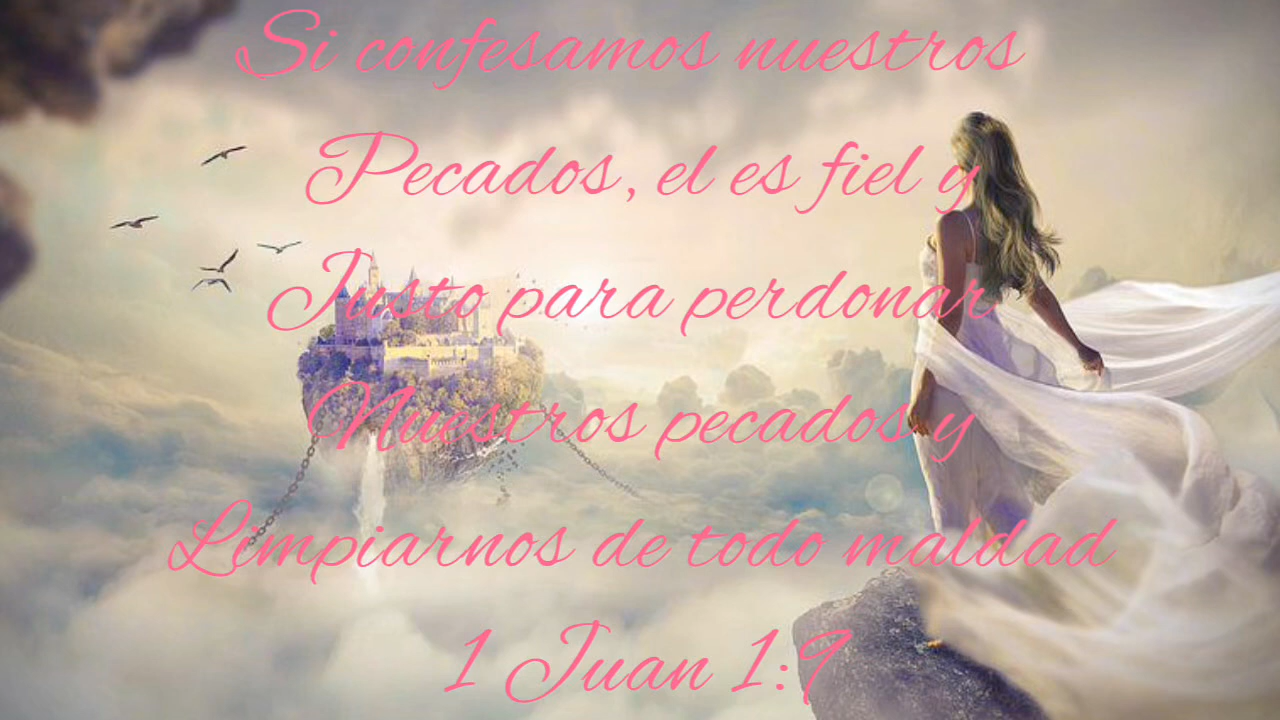 Si confesamos nuestros
Pecados, el es fiel y
Justo para perdonar
Nuestros pecados y
Limpiarnos de todo maldad
1 Juan 1:9